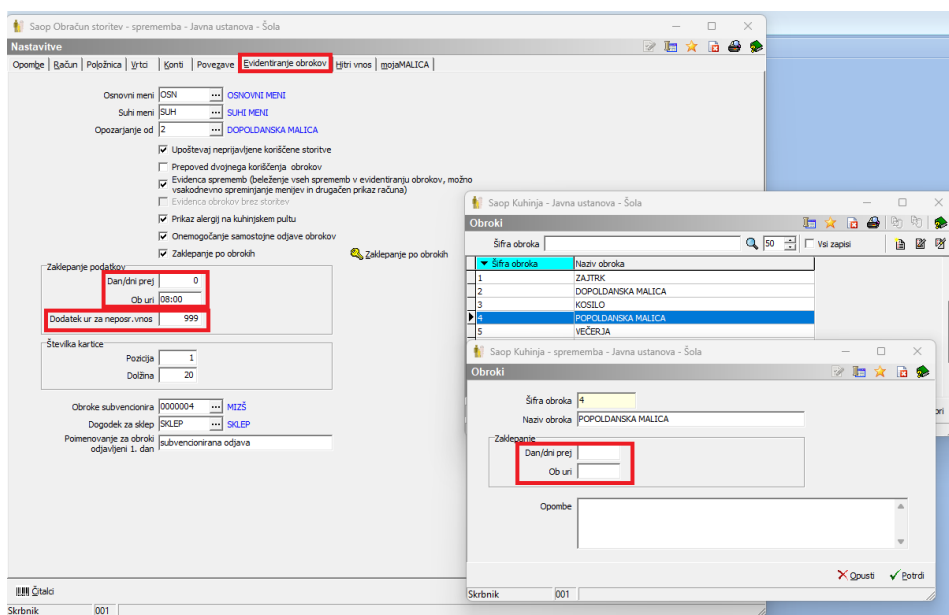 Saop Obračun storitev - sprememba - Javna ustanova - Šola
Nastavitve
Opombe | Račun | Položnica | Vrtci | Konti | Povezave | Evidentiranje obrokov | Hitri vnos | mojaMALICA |
Osnovni meni OSN ... OSNOVNI MENI
Suhi meni SUH ... SUHI MENI
Opozarjanje od 2 ... DOPOLDANSKA MALICA
Upoštevaj neprijavljene koriščene storitve
Prepoved dvojnega koriščenja obrokov
Evidenca sprememb (beleženje vseh sprememb v evidentiranju obrokov, možno
vsakodnevno spreminjanje menijev in drugačen prikaz računa)
Evidenca obrokov brez storitev
Prikaz alergij na kuhinjskem pultu
Onemogočanje samostojne odjave obrokov
Zaklepanje po obrokih
Zaklepanje po obrokih
Zaklepanje podatkov
Dan/dni prej 0
Ob uri 08:00
Dodatek ur za neposr.vnos 999
Številka kartice
Pozicija 1
Dolžina 20
Obroke subvencionira 0000004 ... MIZŠ
Dogodek za sklep SKLEP ... SKLEP
Poimenovanje za obroki
odjavljeni 1. dan subvencionirana odjava
Čitalci
Skrbnik 001
Saop Kuhinja - Javna ustanova - Šola
Obroki
Šifra obroka 50 Vsi zapisi
Šifra obroka Naziv obroka
1 ZAJTRK
2 DOPOLDANSKA MALICA
3 KOSILO
4 POPOLDANSKA MALICA
5 VEČERJA
Saop Kuhinja - sprememba - Javna ustanova - Šola
Obroki
Šifra obroka 4
Naziv obroka POPOLDANSKA MALICA
Zaklepanje
Dan/dni prej
Ob uri
Opombe
Opusti Potrdi
Skrbnik 001